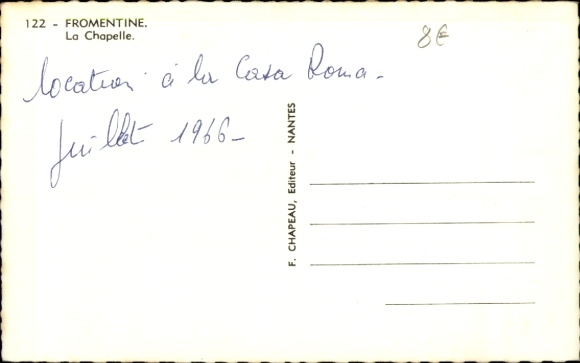 122 - FROMENTINE.
La Chapelle.
8€
location à la Casa Roma -
Juillet 1966 -
F. CHAPEAU, Editeur - NANTES